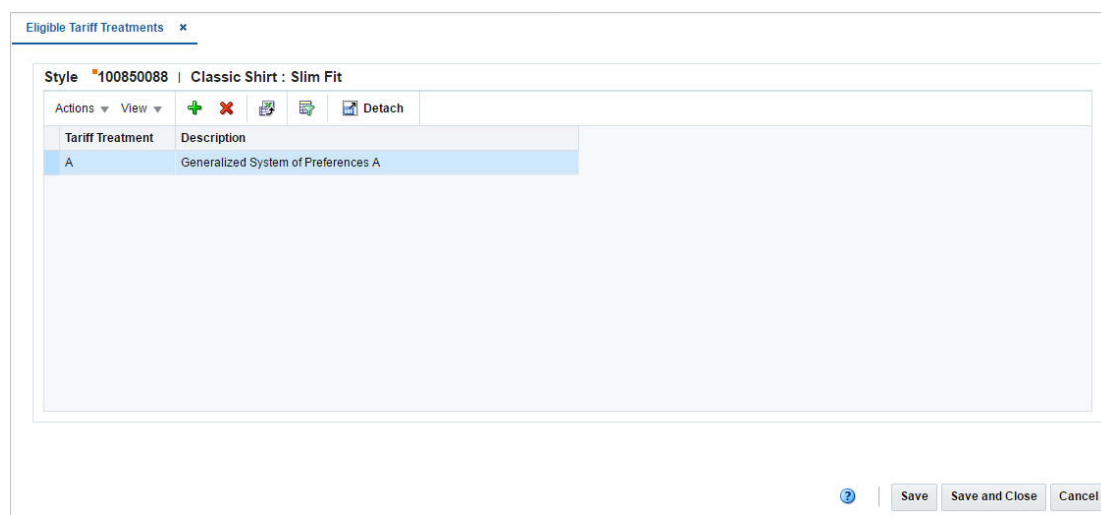 Eligible Tariff Treatments ×
Style 100850088 | Classic Shirt : Slim Fit
Actions View Detach
Tariff Treatment Description
A Generalized System of Preferences A
? Save Save and Close Cancel